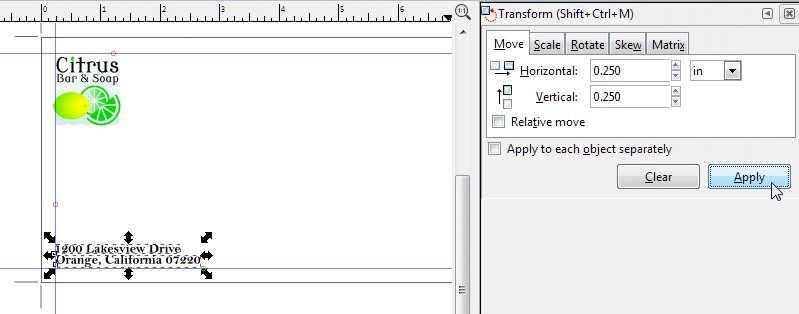 0 1 2 3 4 5 6
1:1
Citrus
Bar & Soap
1200 Lakesview Drive
Orange, California 07220
Transform (Shift+Ctrl+M)
Move Scale Rotate Skew Matrix
Horizontal: 0.250 in
Vertical: 0.250
Relative move
Apply to each object separately
Clear Apply